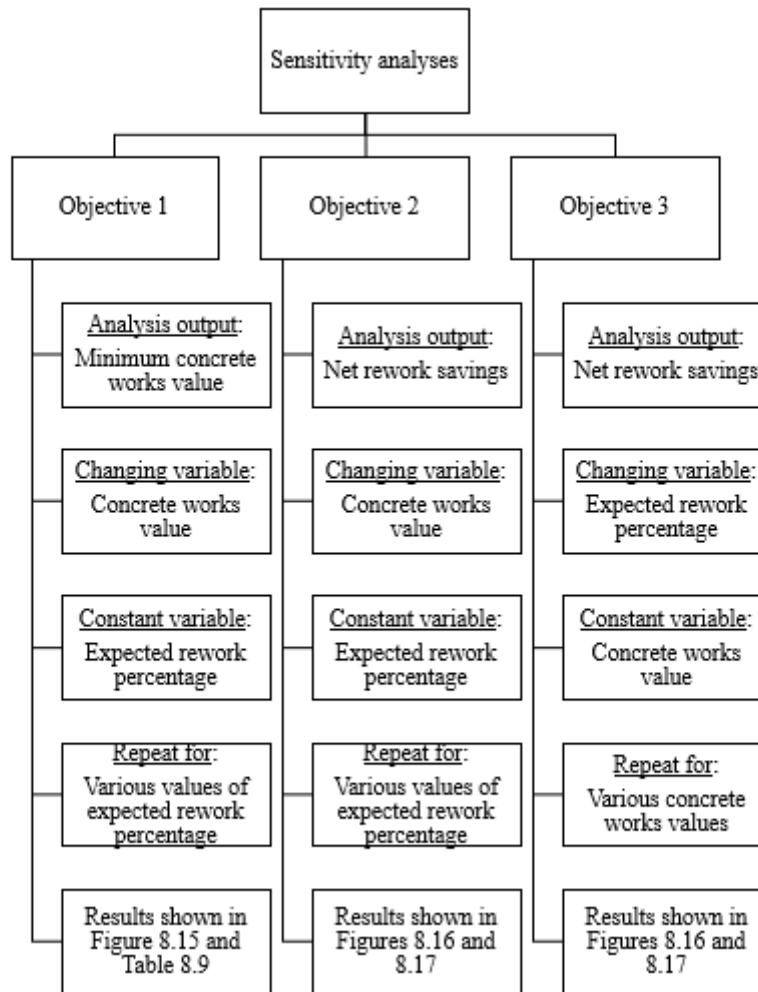 Sensitivity analyses
Objective 1
Objective 2
Objective 3
Analysis output:
Minimum concrete
works value
Changing variable:
Concrete works
value
Constant variable:
Expected rework
percentage
Repeat for:
Various values of
expected rework
percentage
Results shown in
Figure 8.15 and
Table 8.9
Analysis output:
Net rework savings
Changing variable:
Concrete works
value
Constant variable:
Expected rework
percentage
Repeat for:
Various values of
expected rework
percentage
Results shown in
Figures 8.16 and
8.17
Analysis output:
Net rework savings
Changing variable:
Expected rework
percentage
Constant variable:
Concrete works
value
Repeat for:
Various concrete
works values
Results shown in
Figures 8.16 and
8.17